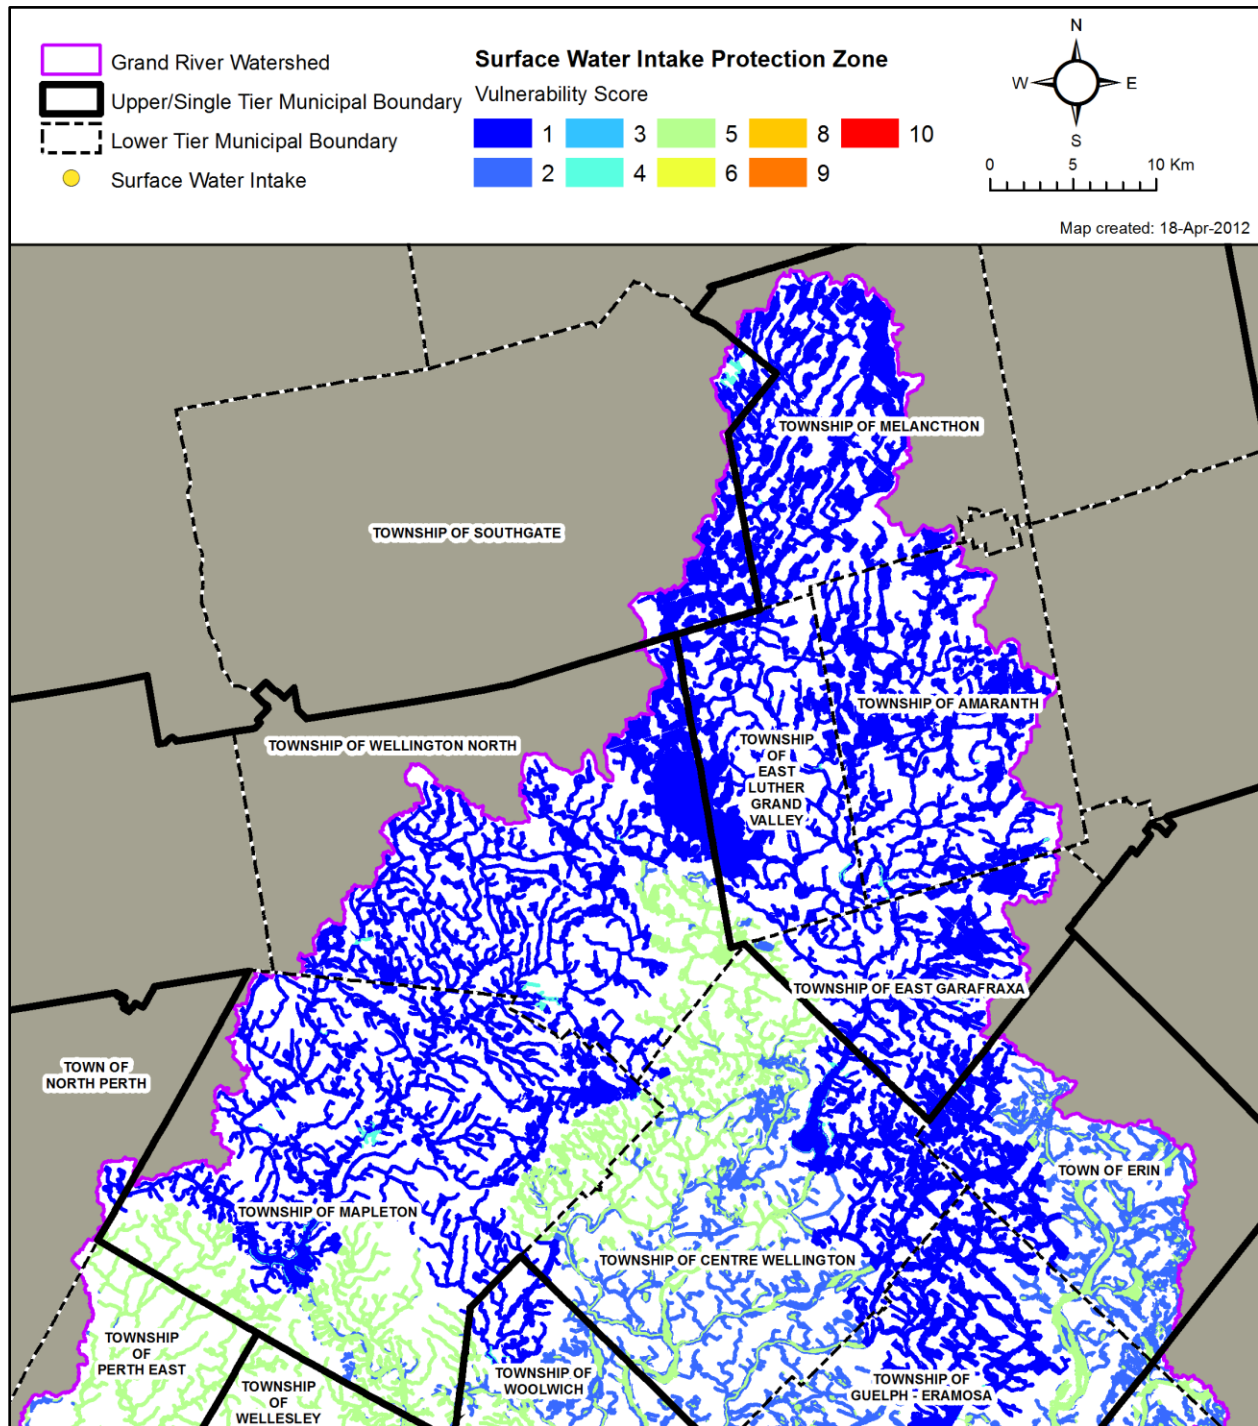 Grand River Watershed
Upper/Single Tier Municipal Boundary
Lower Tier Municipal Boundary
Surface Water Intake
Surface Water Intake Protection Zone
Vulnerability Score
1 3 5 8 10
2 4 6 9
N
W E
S
0 5 10 Km
Map created: 18-Apr-2012
TOWNSHIP OF MELANCTHON
TOWNSHIP OF SOUTHGATE
TOWNSHIP OF AMARANTH
TOWNSHIP OF WELLINGTON NORTH
TOWNSHIP
OF
EAST
LUTHER
GRAND
VALLEY
TOWNSHIP OF EAST GARAFRAXA
TOWN OF
NORTH PERTH
TOWN OF ERIN
TOWNSHIP OF MAPLETON
TOWNSHIP OF CENTRE WELLINGTON
TOWNSHIP
OF
PERTH EAST
TOWNSHIP
OF
WELLESLEY
TOWNSHIP OF
WOOLWICH
TOWNSHIP OF
GUELPH - ERAMOSA